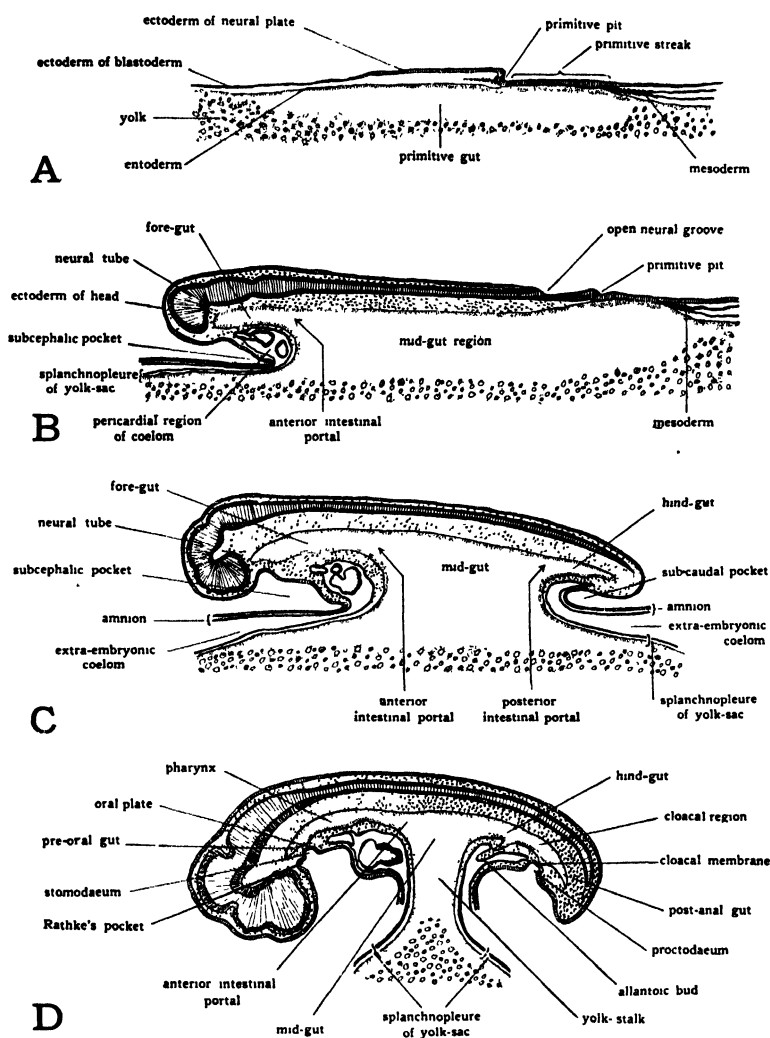 ectoderm of neural plate
primitive pit
primitive streak
ectoderm of blastoderm
yolk
entoderm
primitive gut
mesoderm
A
fore-gut
open neural groove
neural tube
primitive pit
ectoderm of head
subcephalic pocket
mid-gut region
splanchnopleure
of yolk-sac
pericardial region
of coelom
anterior intestinal
portal
mesoderm
B
fore-gut
hind-gut
neural tube
subcephalic pocket
mid-gut
sub-caudal pocket
amnion
amnion
extra-embryonic
coelom
extra-embryonic
coelom
anterior
intestinal portal
posterior
intestinal portal
splanchnopleure
of yolk-sac
C
pharynx
hind-gut
oral plate
cloacal region
pre-oral gut
cloacal membrane
stomodaeum
post-anal gut
Rathke's pocket
proctodaeum
anterior intestinal
portal
allantoic bud
mid-gut
splanchnopleure
of yolk-sac
yolk-stalk
D